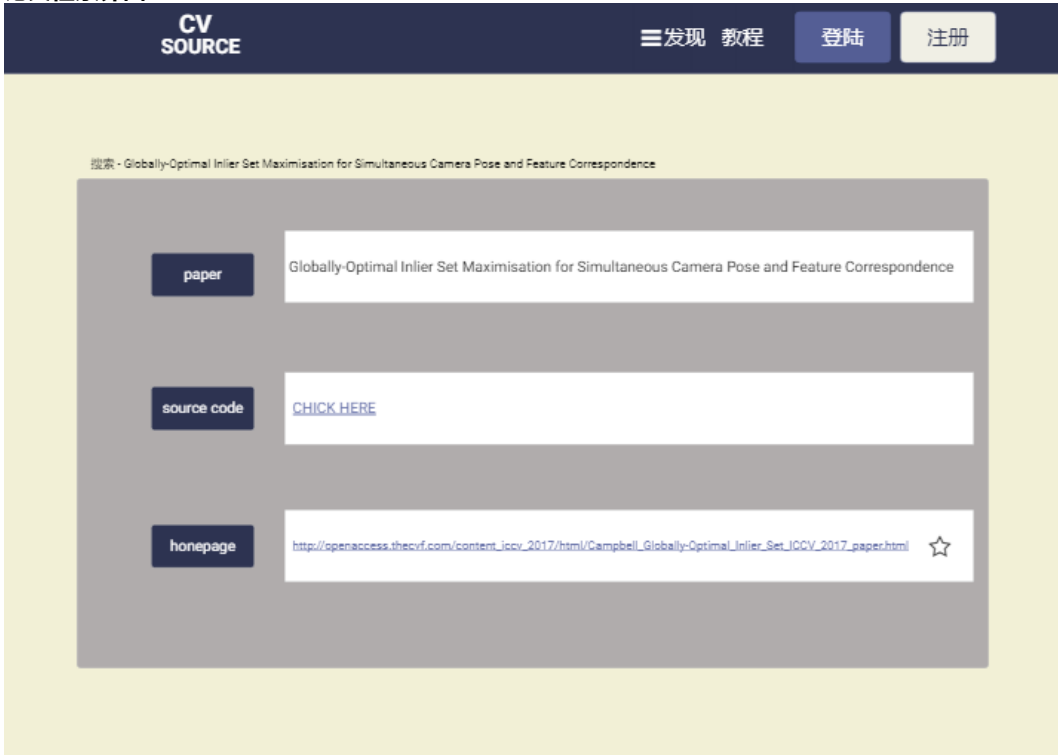 CV
SOURCE
☰发现 教程 登陆 注册
搜索 - Globally-Optimal Inlier Set Maximisation for Simultaneous Camera Pose and Feature Correspondence
paper
Globally-Optimal Inlier Set Maximisation for Simultaneous Camera Pose and Feature Correspondence
source code
CHICK HERE
honepage
http://openaccess.thecvf.com/content_iccv_2017/html/Campbell_Globally-Optimal_Inlier_Set_ICCV_2017_paper.html